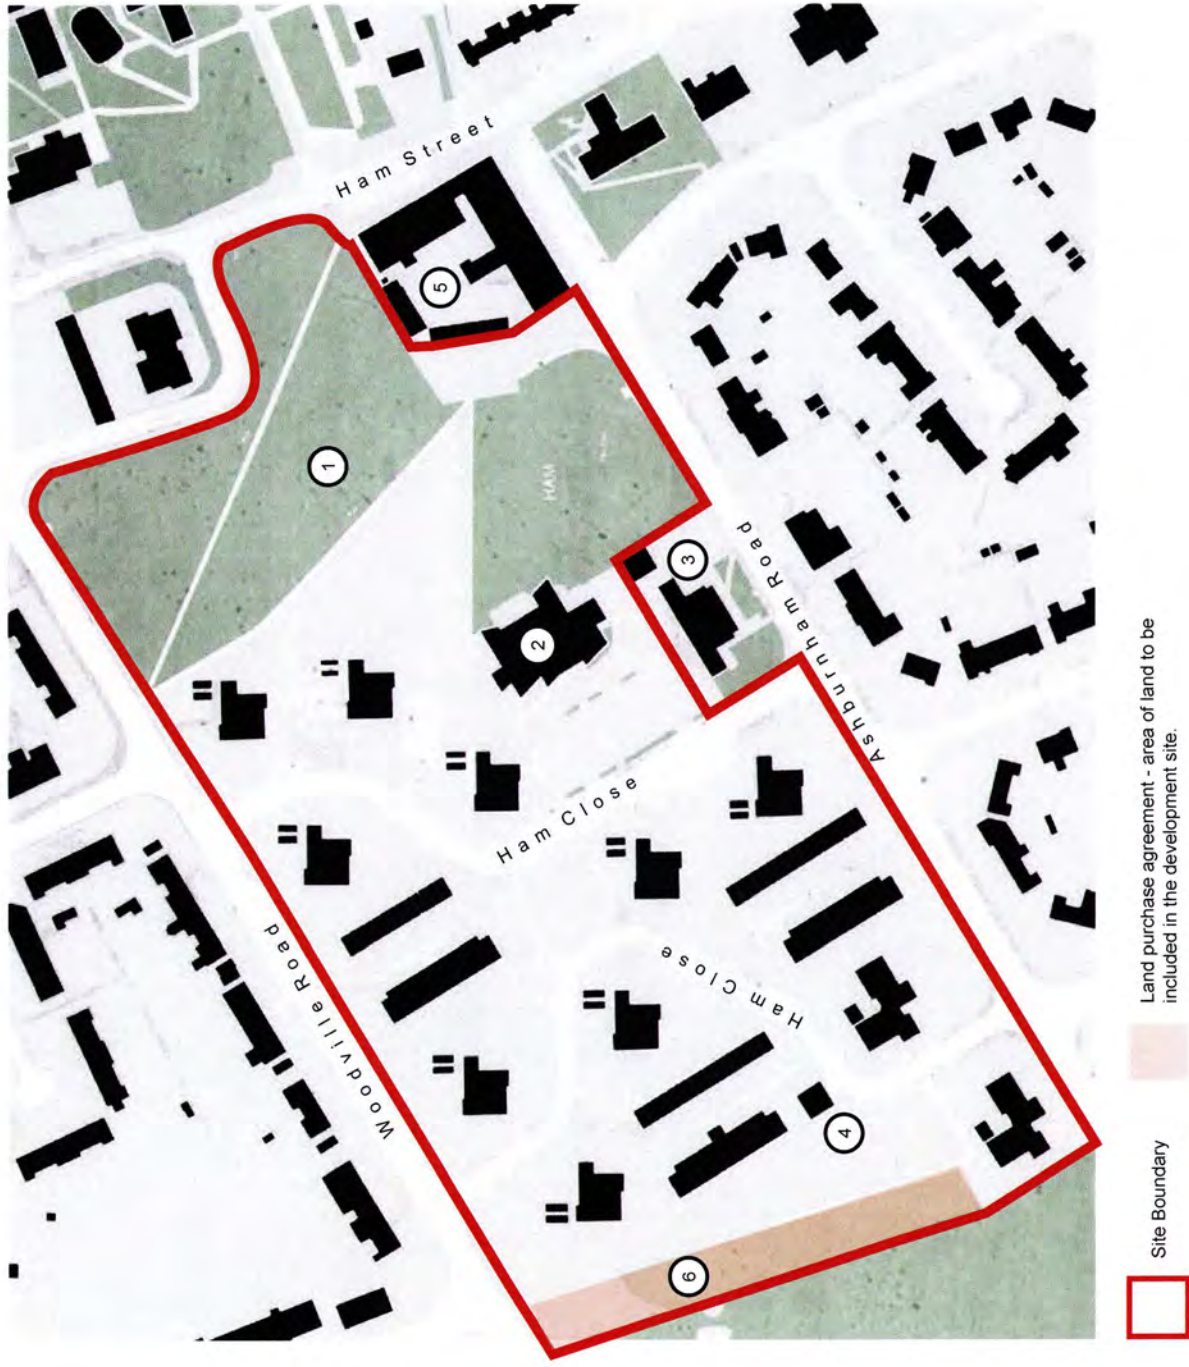 Ham Street
1
5
HAM
3
2
Ashburnham Road
Ham Close
Woodville Road
Ham Close
4
6
Site Boundary
Land purchase agreement - area of land to be
included in the development site.